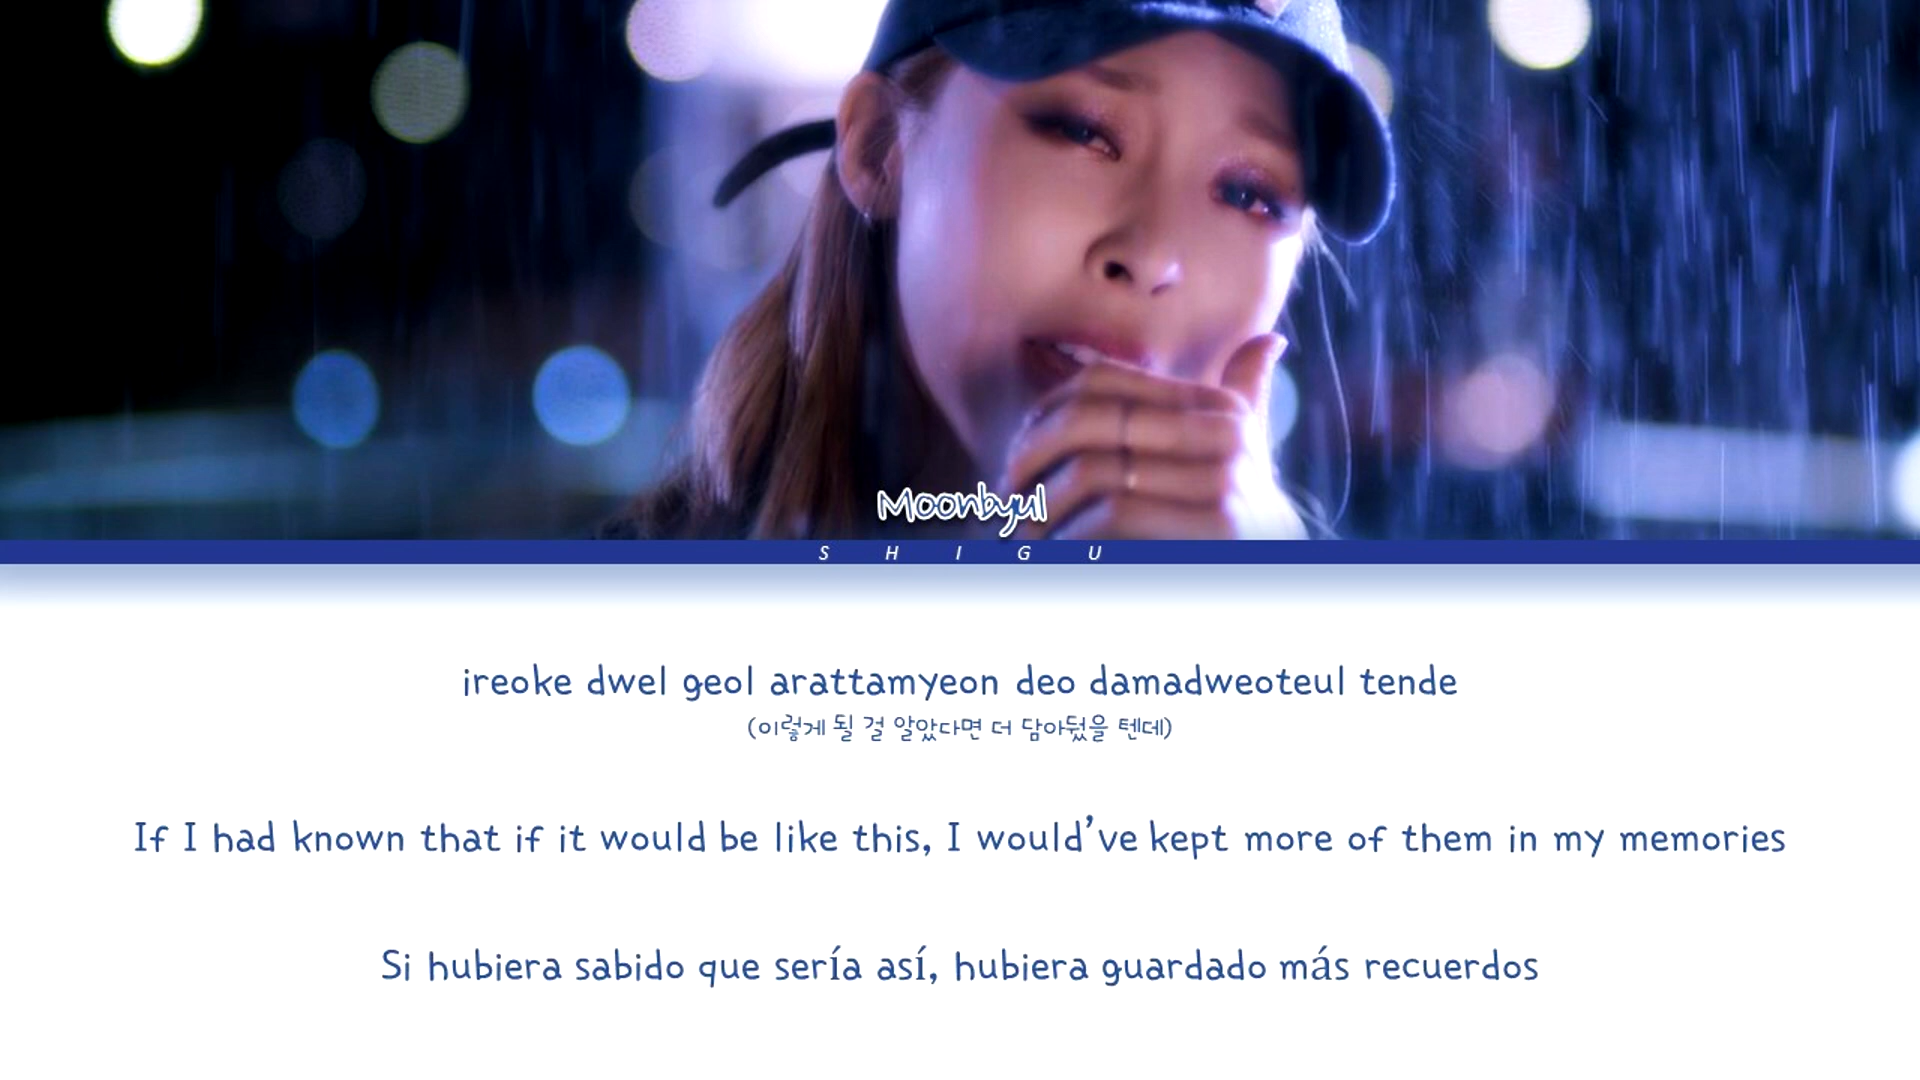 Moonbyul
S H I G U
ireoke dwel geol arattamyeon deo damadweoteul tende
(이렇게 될 걸 알았다면 더 담아뒀을 텐데)
If I had known that if it would be like this, I would’ve kept more of them in my memories
Si hubiera sabido que sería así, hubiera guardado más recuerdos